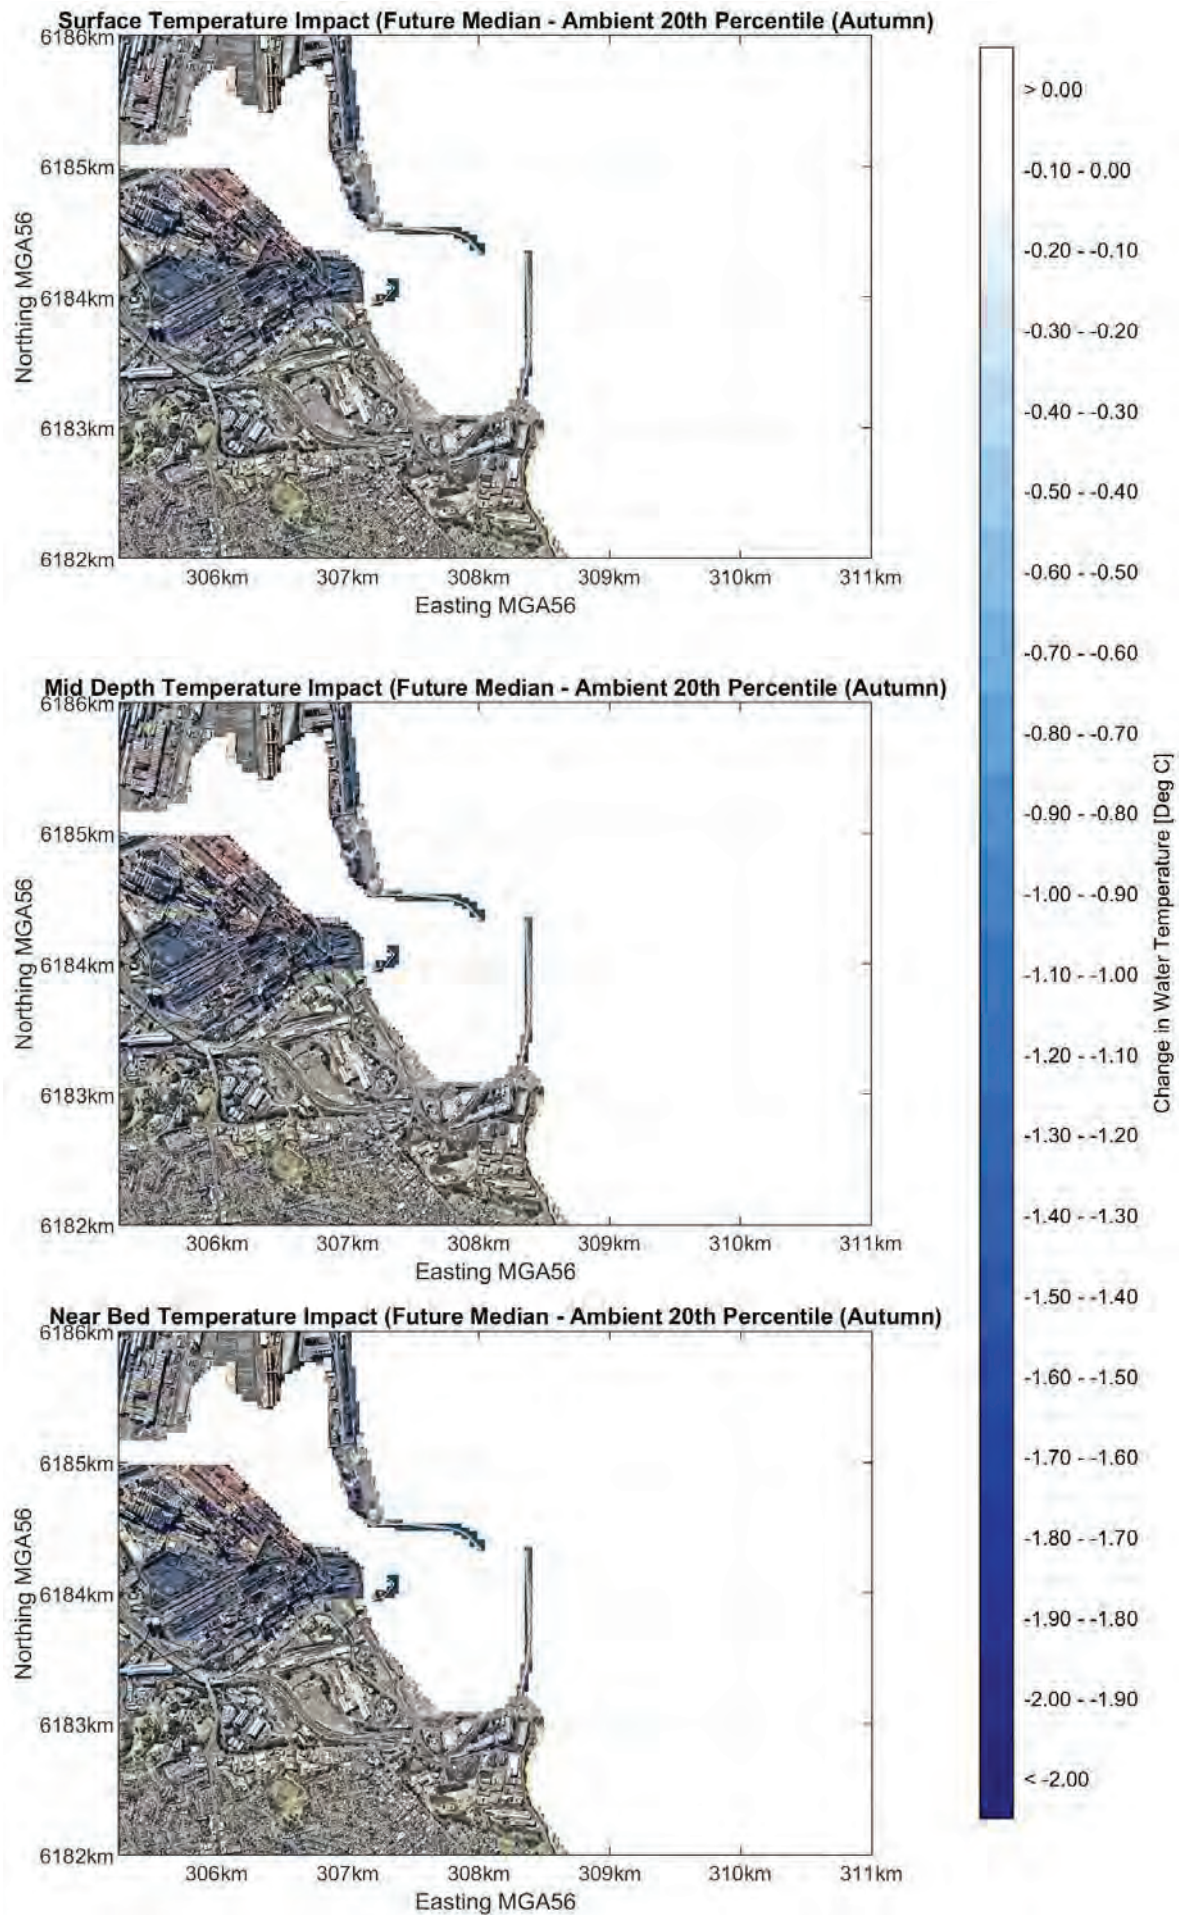 Surface Temperature Impact (Future Median - Ambient 20th Percentile (Autumn)
6186km
6185km
6184km
6183km
6182km
Northing MGA56
306km 307km 308km 309km 310km 311km
Easting MGA56
Mid Depth Temperature Impact (Future Median - Ambient 20th Percentile (Autumn)
6186km
6185km
6184km
6183km
6182km
Northing MGA56
306km 307km 308km 309km 310km 311km
Easting MGA56
Near Bed Temperature Impact (Future Median - Ambient 20th Percentile (Autumn)
6186km
6185km
6184km
6183km
6182km
Northing MGA56
306km 307km 308km 309km 310km 311km
Easting MGA56
> 0.00
-0.10 - 0.00
-0.20 - -0.10
-0.30 - -0.20
-0.40 - -0.30
-0.50 - -0.40
-0.60 - -0.50
-0.70 - -0.60
-0.80 - -0.70
-0.90 - -0.80
-1.00 - -0.90
-1.10 - -1.00
-1.20 - -1.10
-1.30 - -1.20
-1.40 - -1.30
-1.50 - -1.40
-1.60 - -1.50
-1.70 - -1.60
-1.80 - -1.70
-1.90 - -1.80
-2.00 - -1.90
< -2.00
Change in Water Temperature [Deg C]